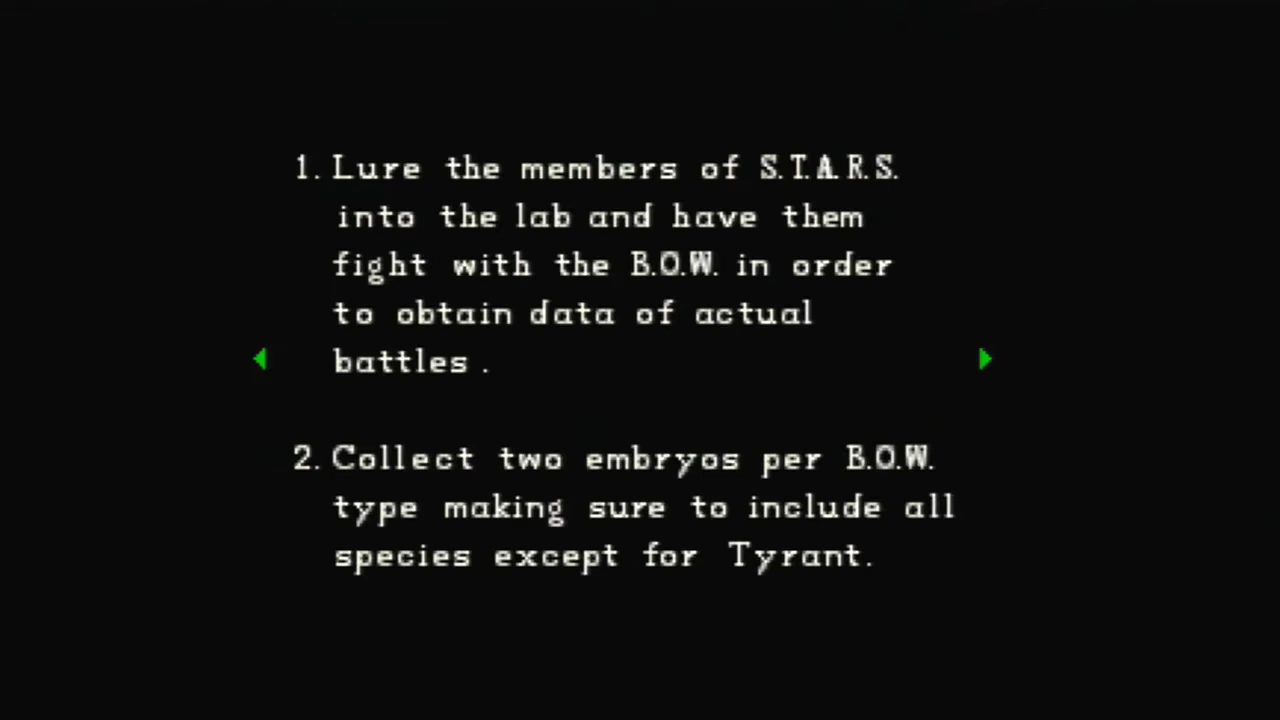 1. Lure the members of S.T.A.R.S.
into the lab and have them
fight with the B.O.W. in order
to obtain data of actual
battles .
2. Collect two embryos per B.O.W.
type making sure to include all
species except for Tyrant.